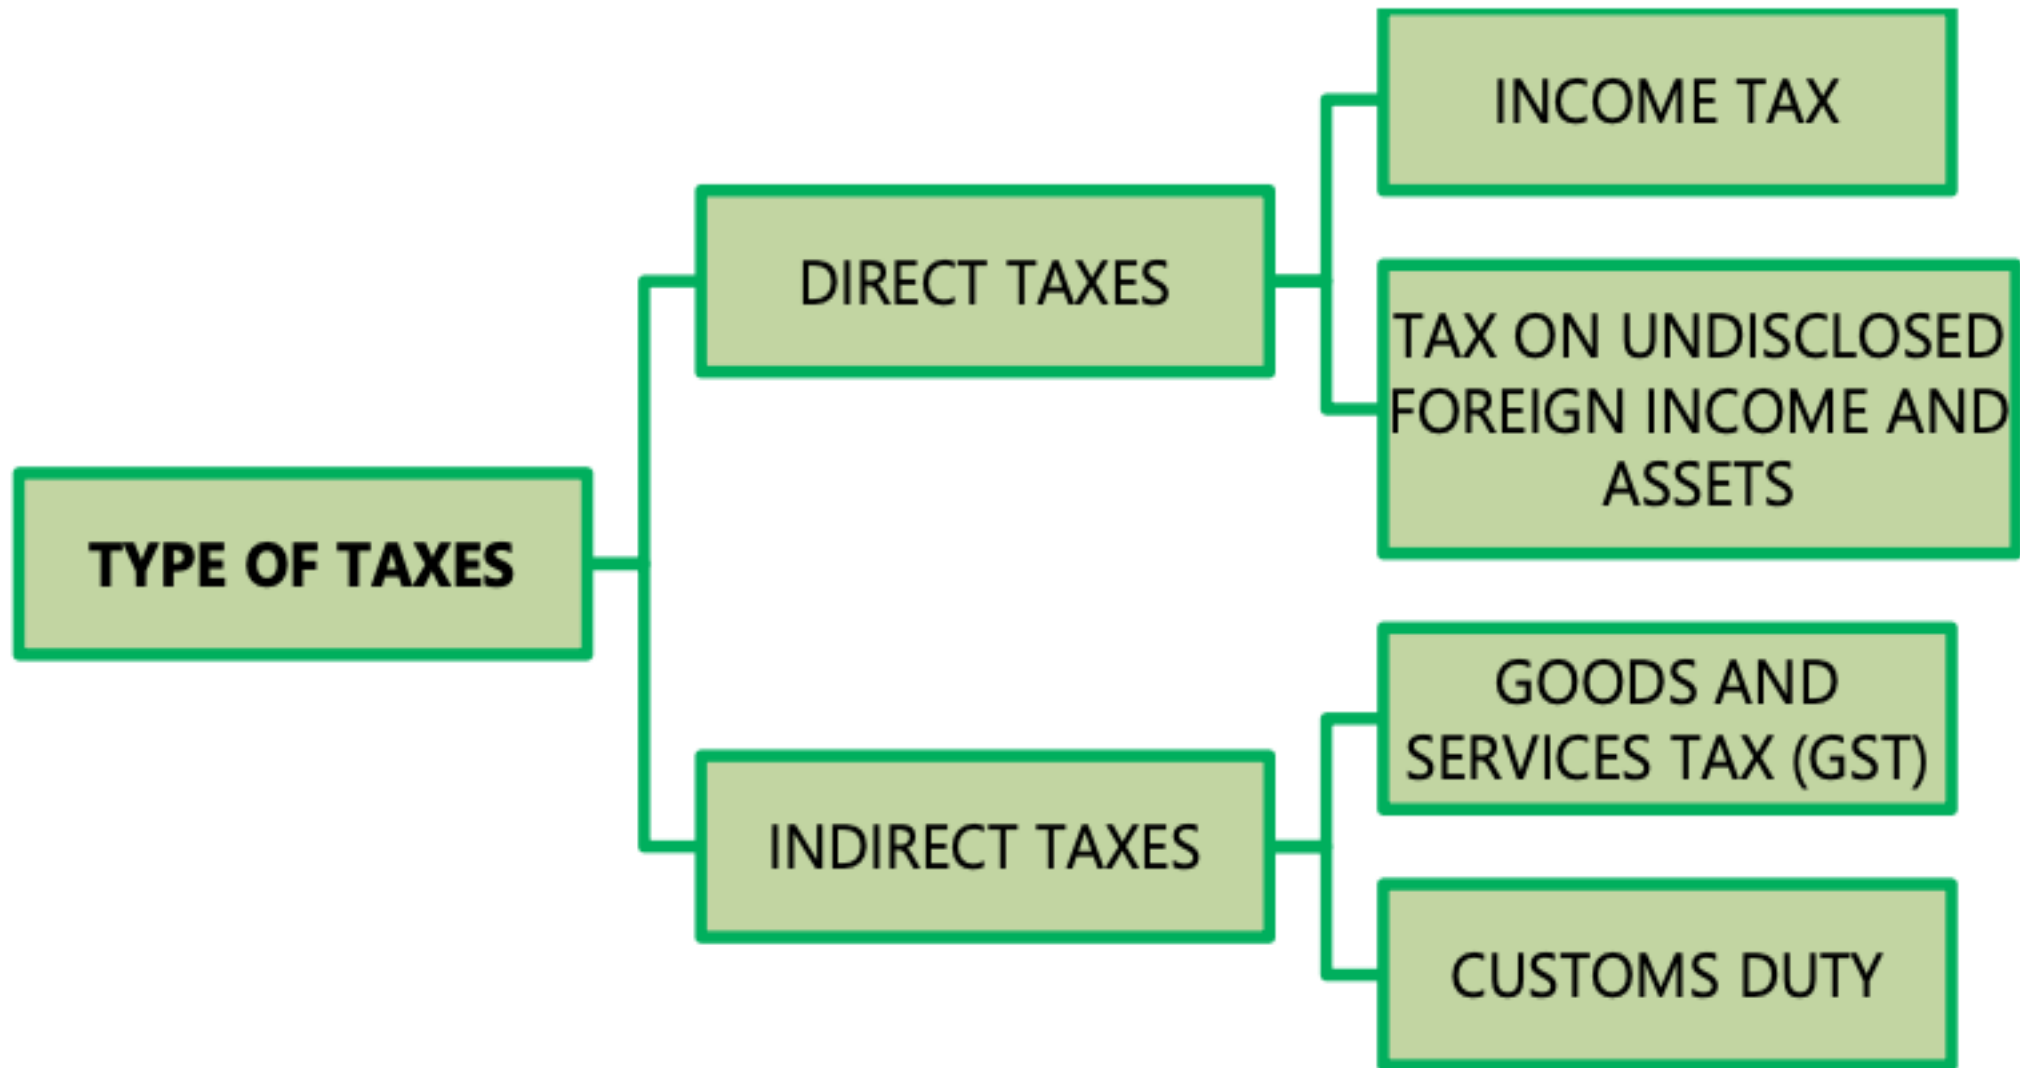 TYPE OF TAXES
DIRECT TAXES
INCOME TAX
TAX ON UNDISCLOSED
FOREIGN INCOME AND
ASSETS
INDIRECT TAXES
GOODS AND
SERVICES TAX (GST)
CUSTOMS DUTY